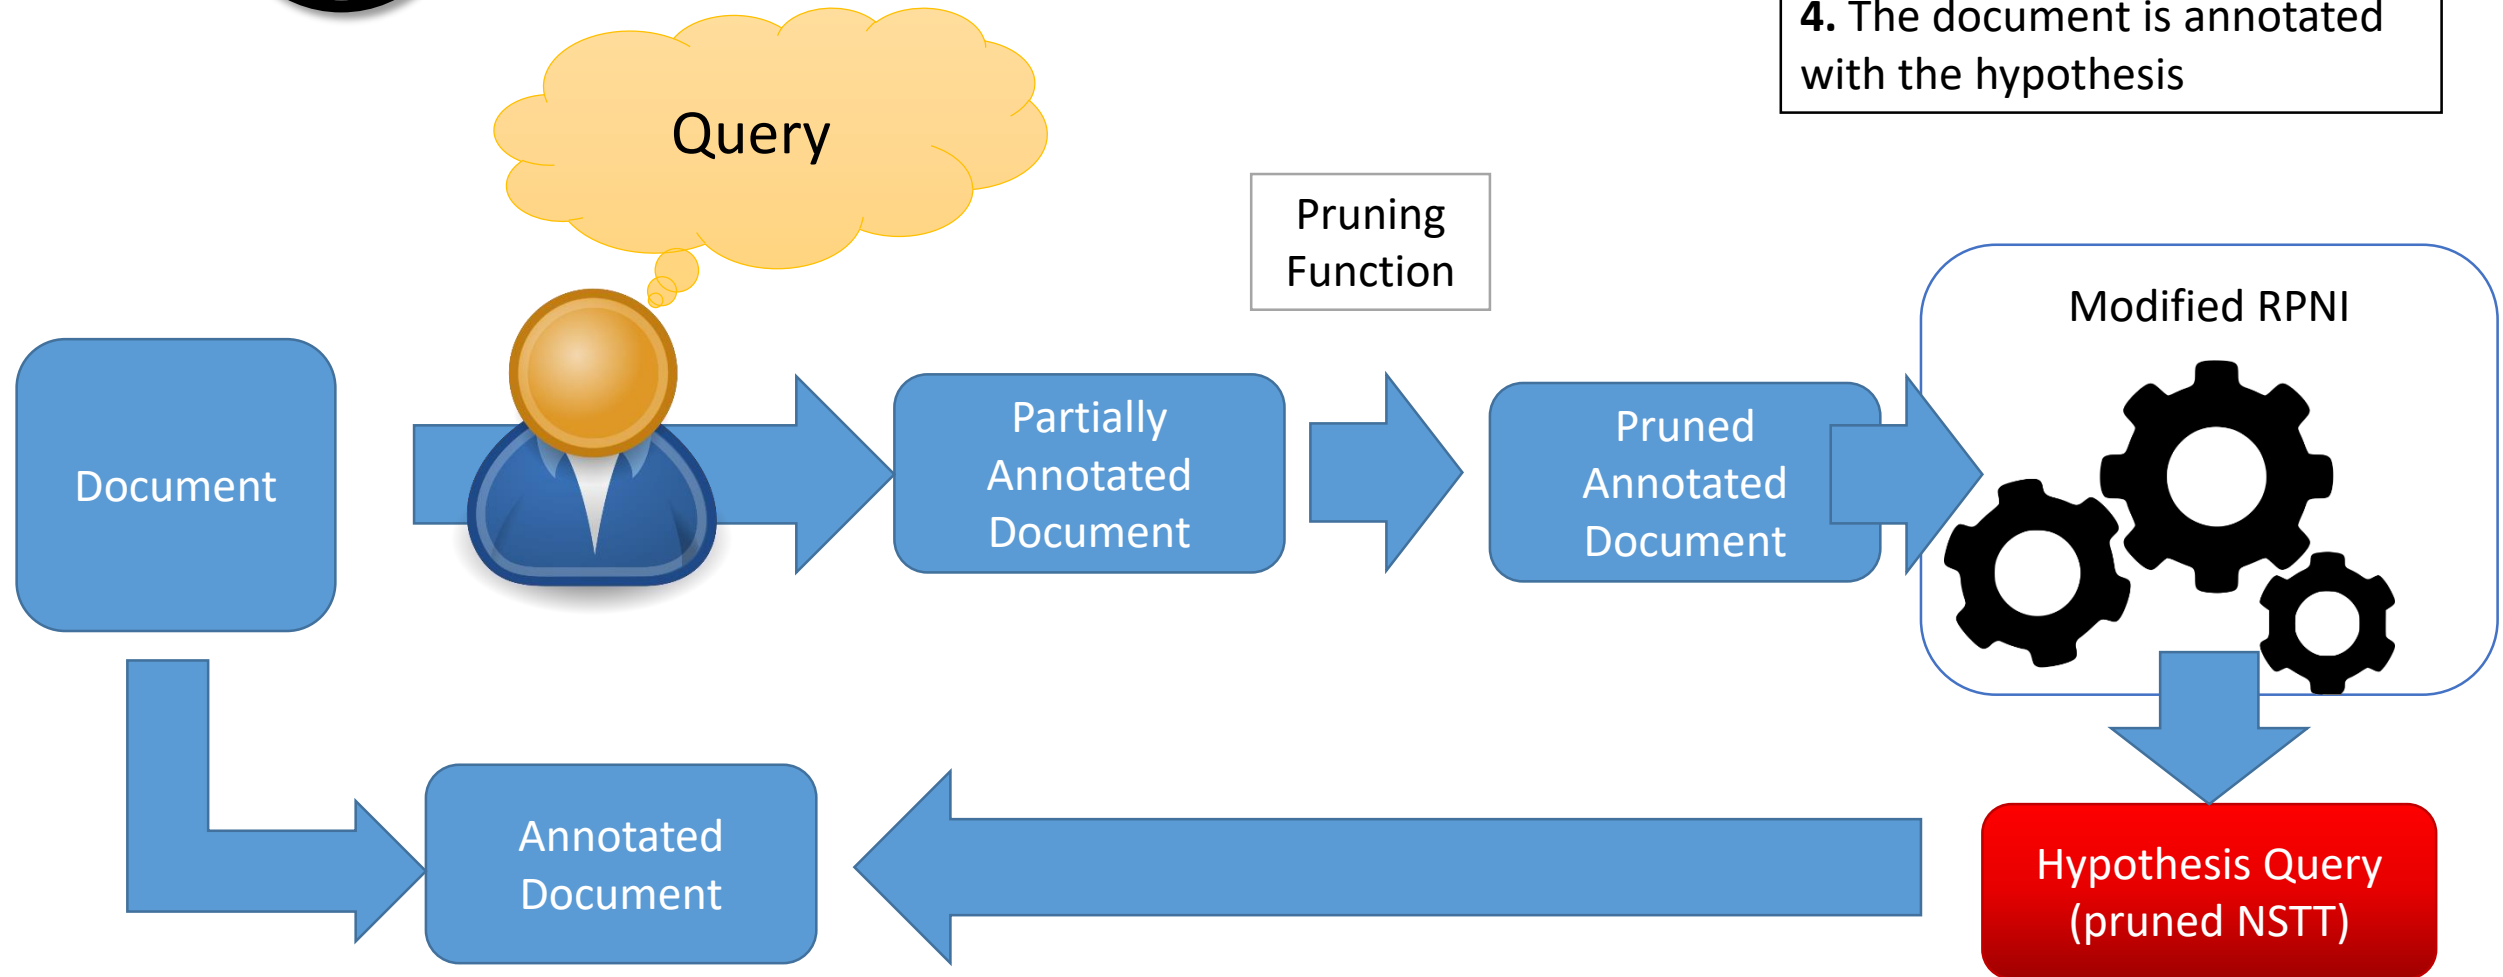 4. The document is annotated
with the hypothesis
Query
Pruning
Function
Modified RPNI
Document
Partially
Annotated
Document
Pruned
Annotated
Document
Annotated
Document
Hypothesis Query
(pruned NSTT)